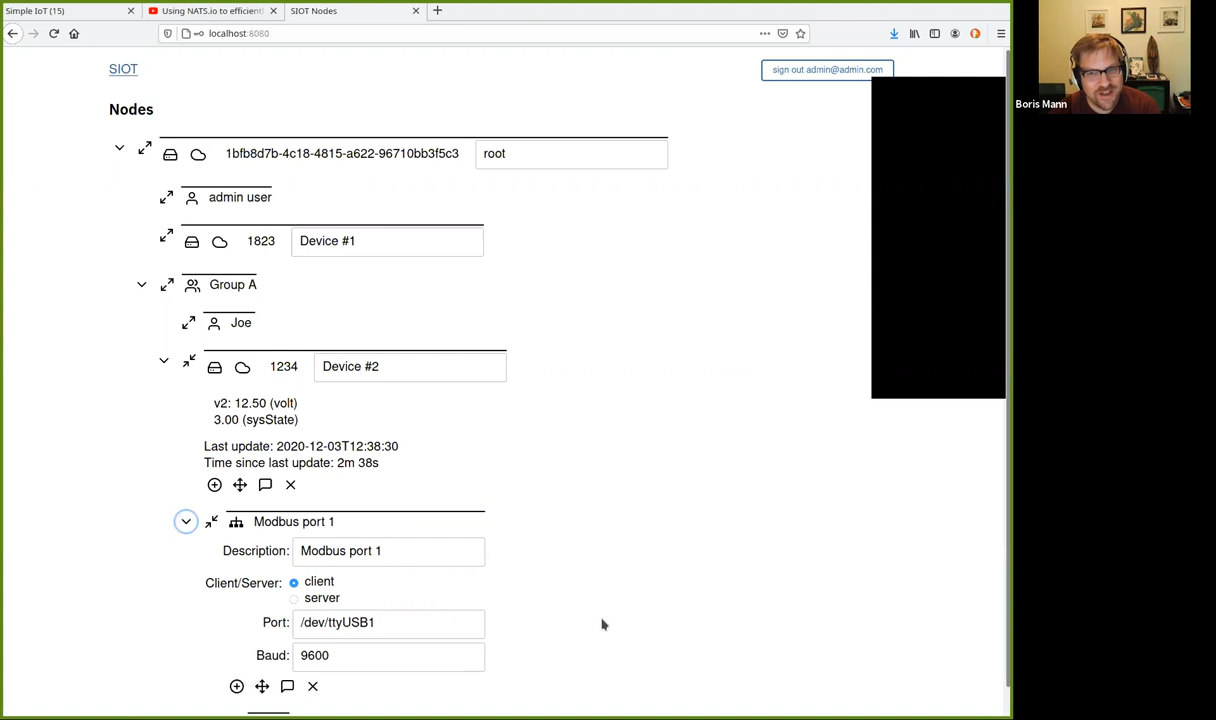 Simple IoT (15)
Using NATS.io to efficient
SIOT Nodes
localhost:8080
SIOT
sign out admin@admin.com
Boris Mann
Nodes
1bfb8d7b-4c18-4815-a622-96710bb3f5c3 root
admin user
1823 Device #1
Group A
Joe
1234 Device #2
v2: 12.50 (volt)
3.00 (sysState)
Last update: 2020-12-03T12:38:30
Time since last update: 2m 38s
Modbus port 1
Description: Modbus port 1
Client/Server: client
server
Port: /dev/ttyUSB1
Baud: 9600